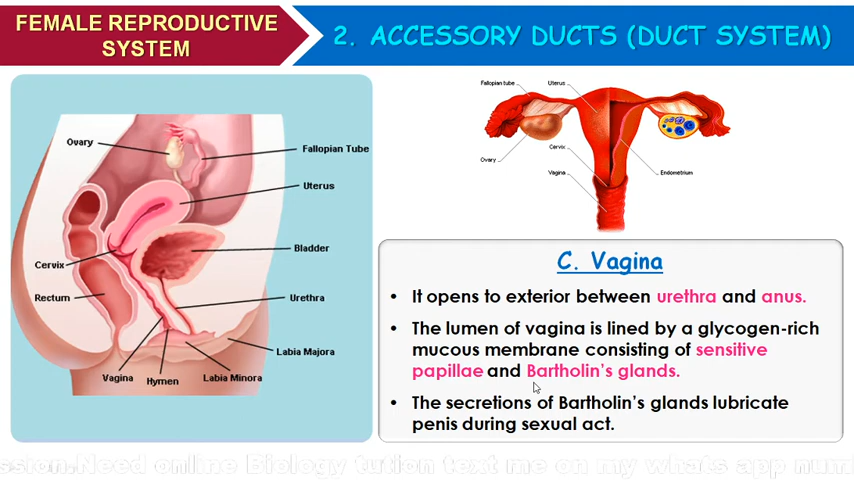 FEMALE REPRODUCTIVE
SYSTEM
2. ACCESSORY DUCTS (DUCT SYSTEM)
Ovary
Fallopian Tube
Uterus
Bladder
Cervix
Rectum
Urethra
Labia Majora
Vagina
Hymen
Labia Minora
Fallopian tube
Uterus
Cervix
Ovary
Vagina
Endometrium
C. Vagina
• It opens to exterior between urethra and anus.
• The lumen of vagina is lined by a glycogen-rich
mucous membrane consisting of sensitive
papillae and Bartholin's glands.
• The secretions of Bartholin's glands lubricate
penis during sexual act.
ssion.Need online Biology tution text me on my whats app num